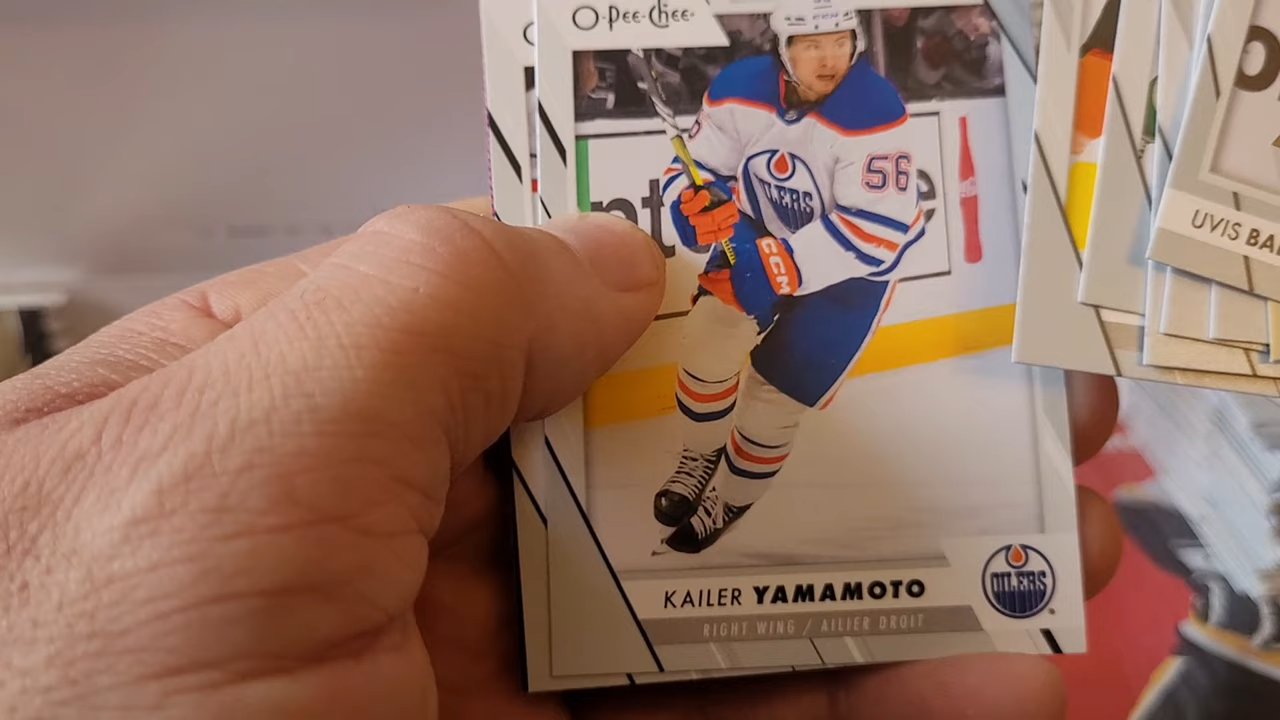 O-Pee-Chee
56
OILERS
CCM
KAILER YAMAMOTO
RIGHT WING / AILIER DROIT
OILERS
UVIS BA